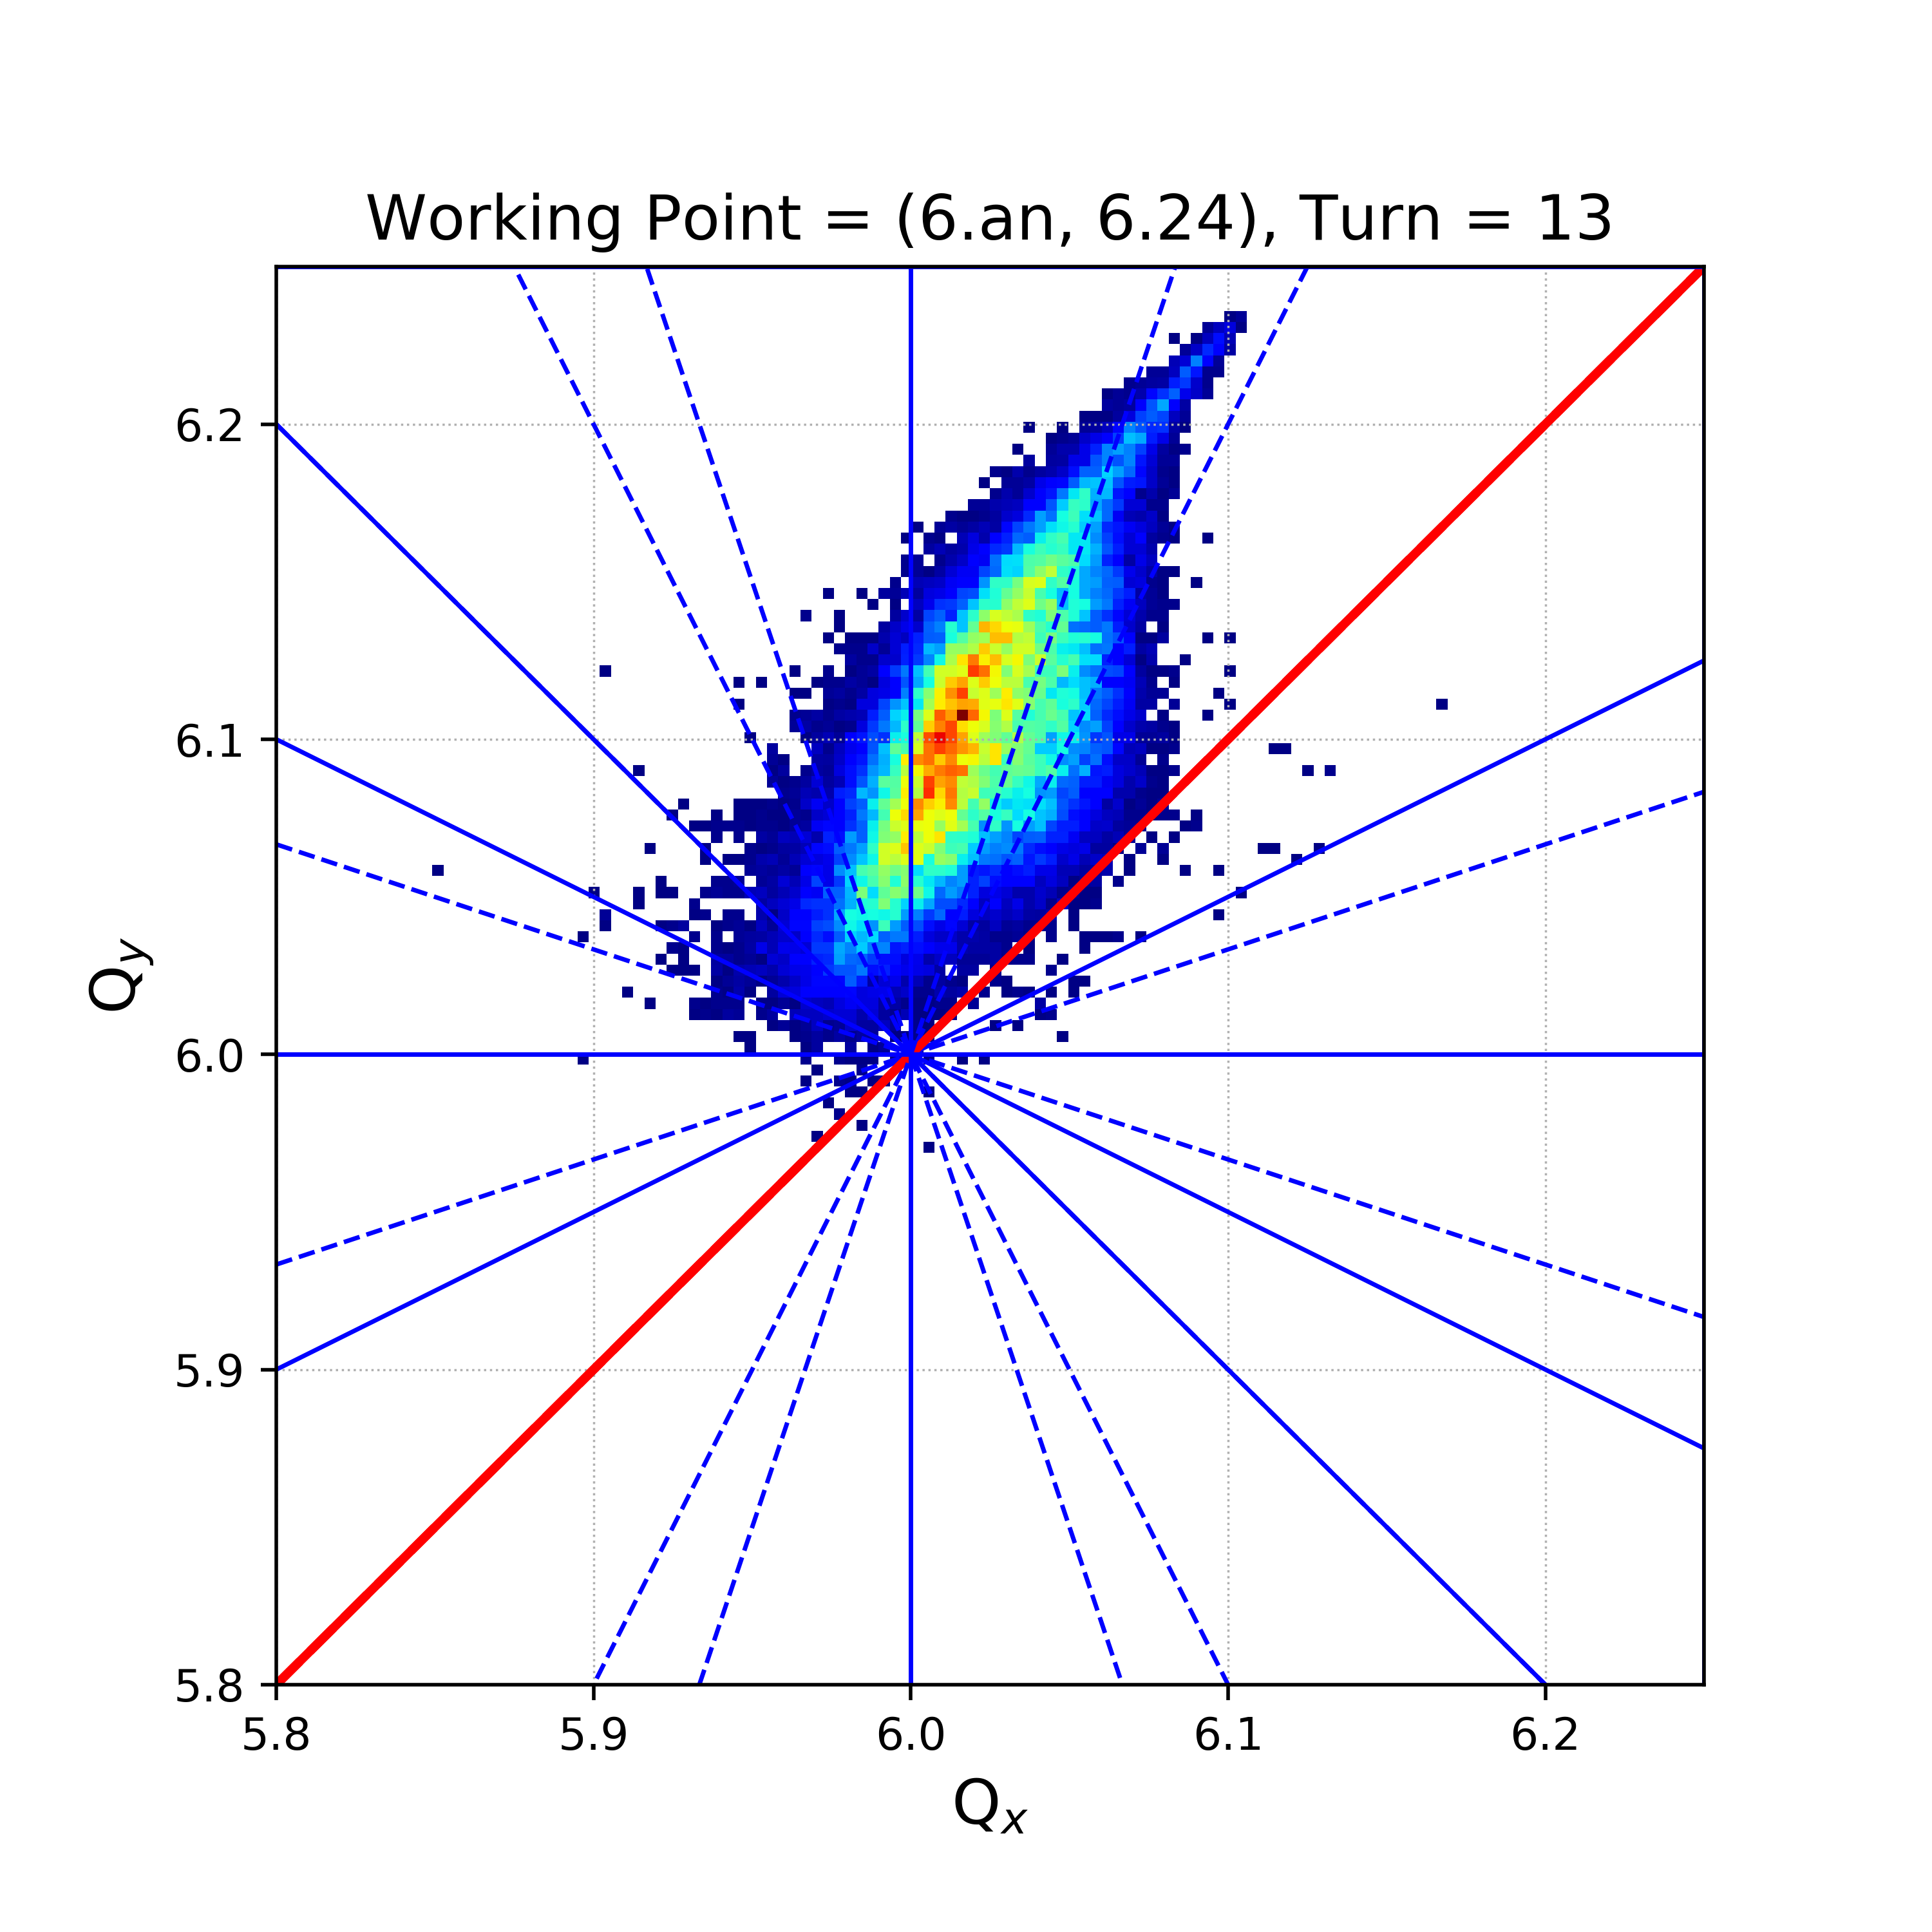 Working Point = (6.an, 6.24), Turn = 13
6.2
6.1
6.0
5.9
5.8
Qy
5.8 5.9 6.0 6.1 6.2
Qx